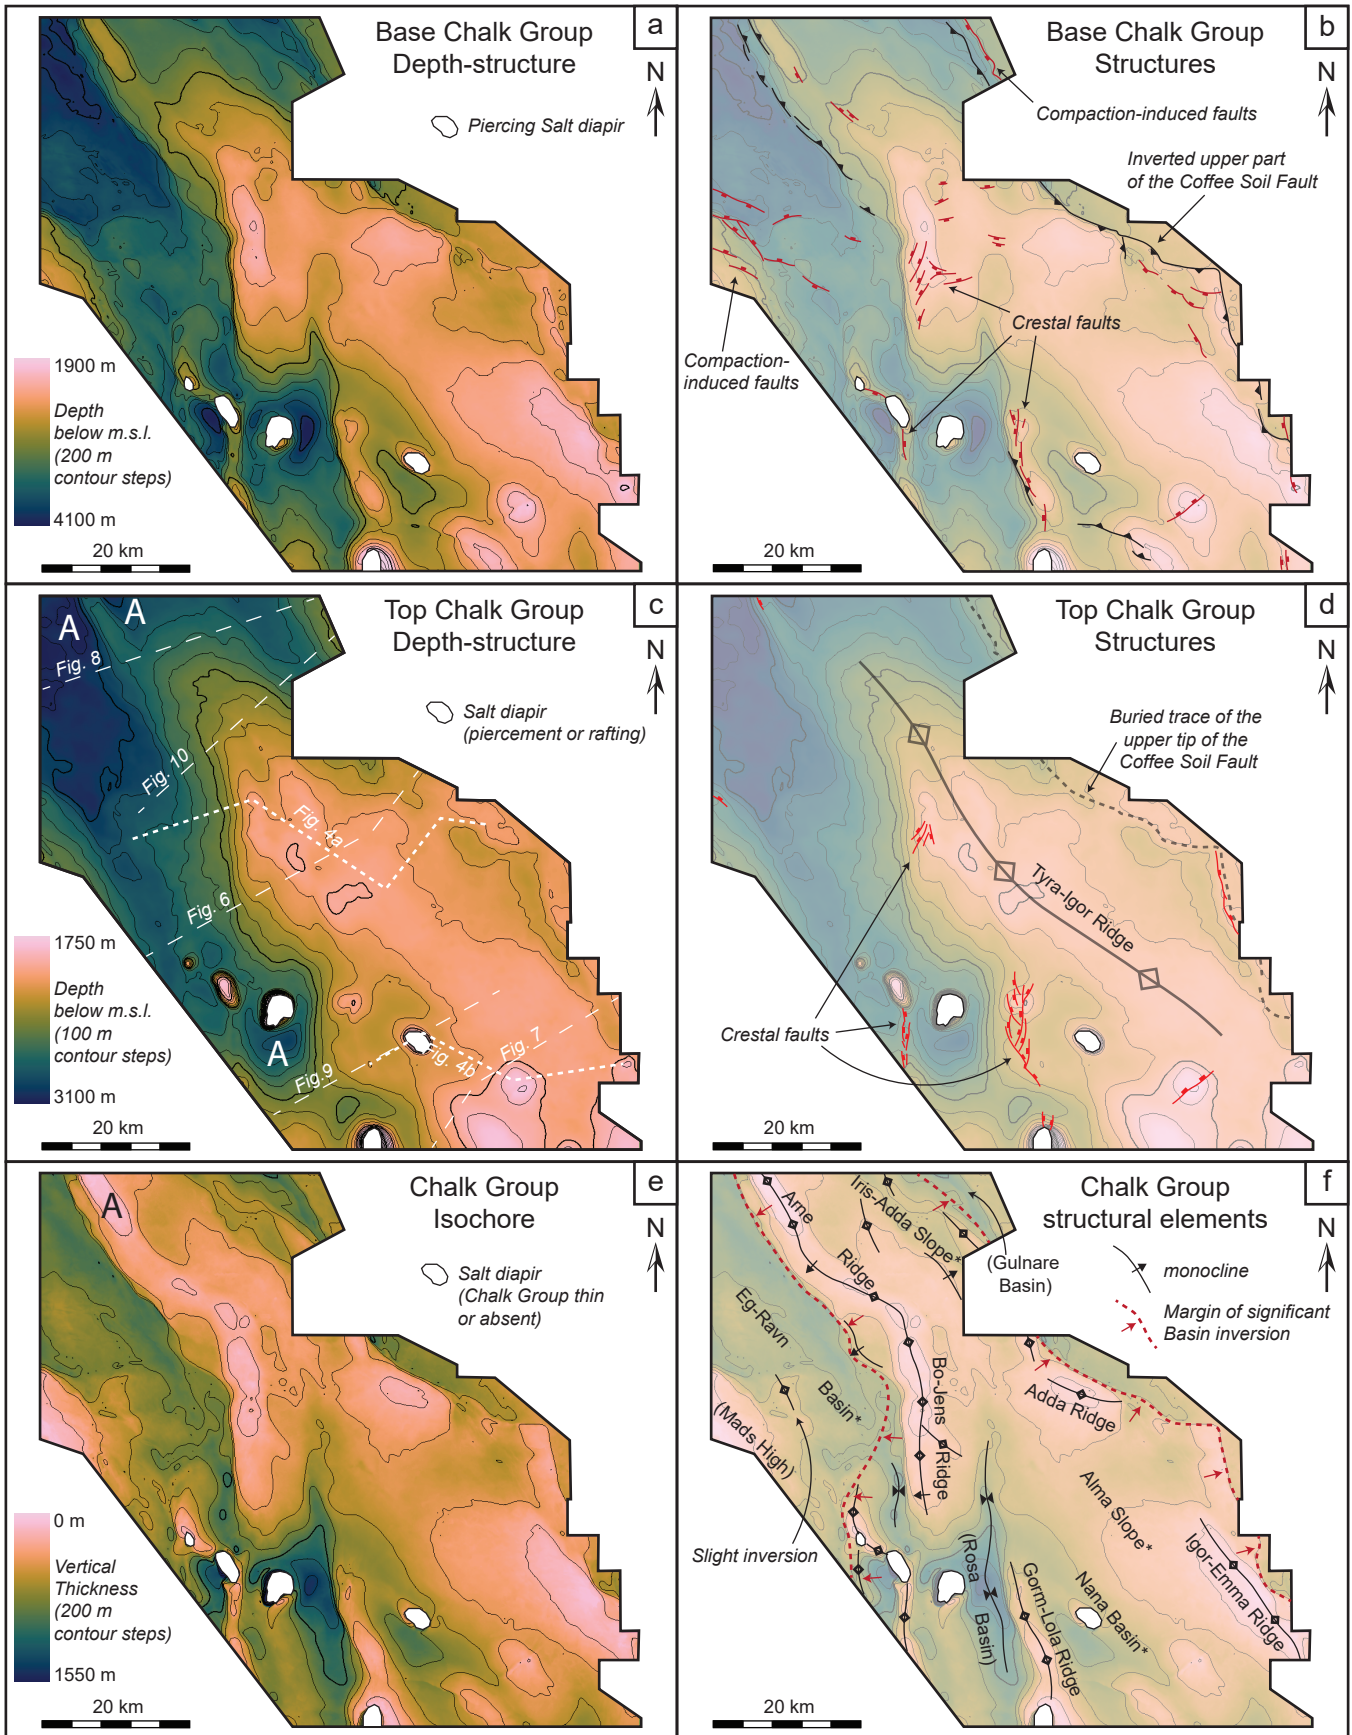 a
Base Chalk Group
Depth-structure
N
Piercing Salt diapir
1900 m
Depth
below m.s.l.
(200 m
contour steps)
4100 m
20 km
b
Base Chalk Group
Structures
N
Compaction-induced faults
Inverted upper part
of the Coffee Soil Fault
Crestal faults
Compaction-
induced faults
20 km
c
Top Chalk Group
Depth-structure
N
A
A
Fig. 8
Salt diapir
(piercement or rafting)
Fig. 10
Fig. 4a
Fig. 6
1750 m
Depth
below m.s.l.
(100 m
contour steps)
3100 m
A
Fig. 7
Fig. 4b
Fig.9
20 km
d
Top Chalk Group
Structures
N
Buried trace of the
upper tip of the
Coffee Soil Fault
Tyra-Igor Ridge
Crestal faults
20 km
e
Chalk Group
Isochore
N
A
Salt diapir
(Chalk Group thin
or absent)
0 m
Vertical
Thickness
(200 m
contour steps)
1550 m
20 km
f
Chalk Group
structural elements
N
Arne
Ridge
Iris-Adda Slope*
(Gulnare
Basin)
monocline
Margin of significant
Basin inversion
Eg-Ravn
Basin*
Bo-Jens
Ridge
Adda Ridge
(Mads High)
Slight inversion
Alma Slope*
Igor-Emma Ridge
(Rosa
Basin)
Gorm-Lola Ridge
Nana Basin*
20 km